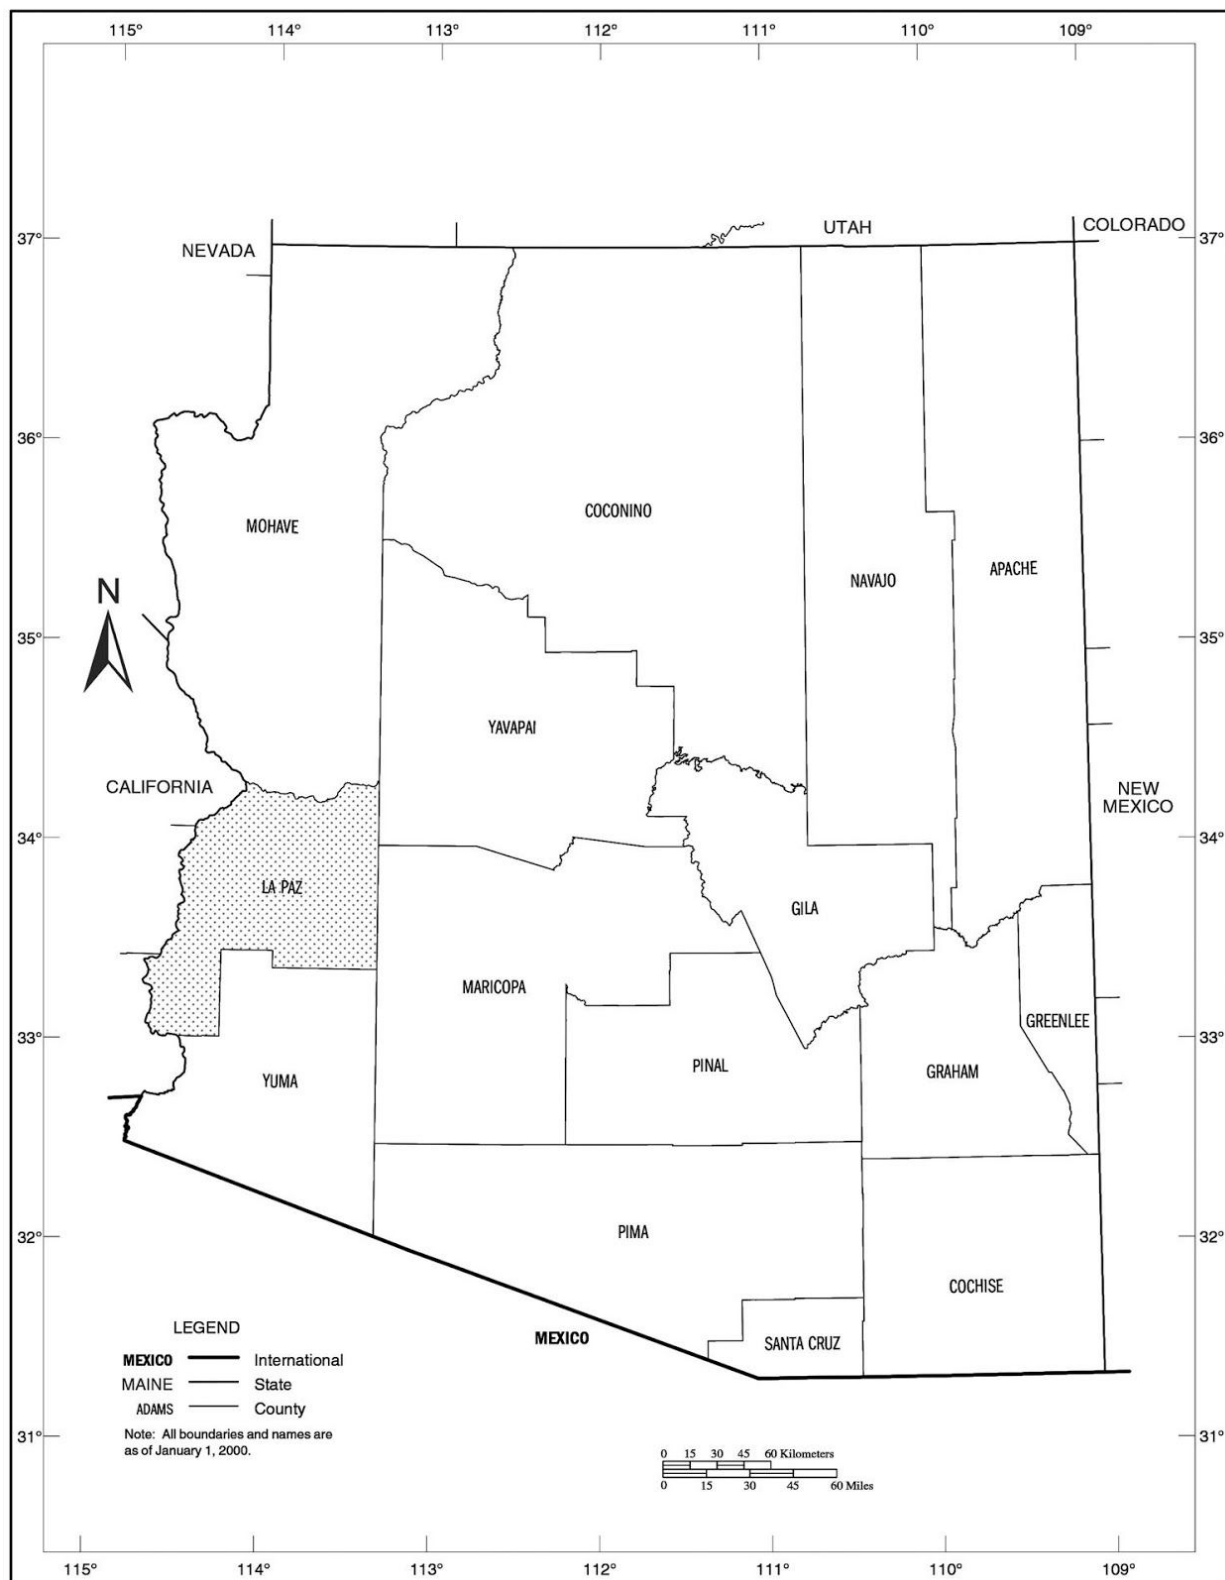 115° 114° 113° 112° 111° 110° 109°
UTAH COLORADO
37° NEVADA 37°
36° 36°
COCONINO
MOHAVE
APACHE
NAVAJO
N
35° 35°
YAVAPAI
CALIFORNIA
NEW
MEXICO
34° 34°
LA PAZ
GILA
MARICOPA
GREENLEE
33° 33°
PINAL
GRAHAM
YUMA
32° 32°
PIMA
COCHISE
LEGEND
MEXICO
SANTA CRUZ
MEXICO International
MAINE State
ADAMS County
Note: All boundaries and names are
as of January 1, 2000.
31° 31°
0 15 30 45 60 Kilometers
0 15 30 45 60 Miles
115° 114° 113° 112° 111° 110° 109°